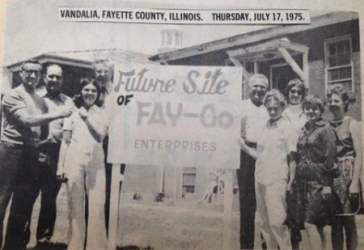 VANDALIA, FAYETTE COUNTY, ILLINOIS. THURSDAY, JULY 17, 1975.
Future Site
OF FAY-Co
ENTERPRISES